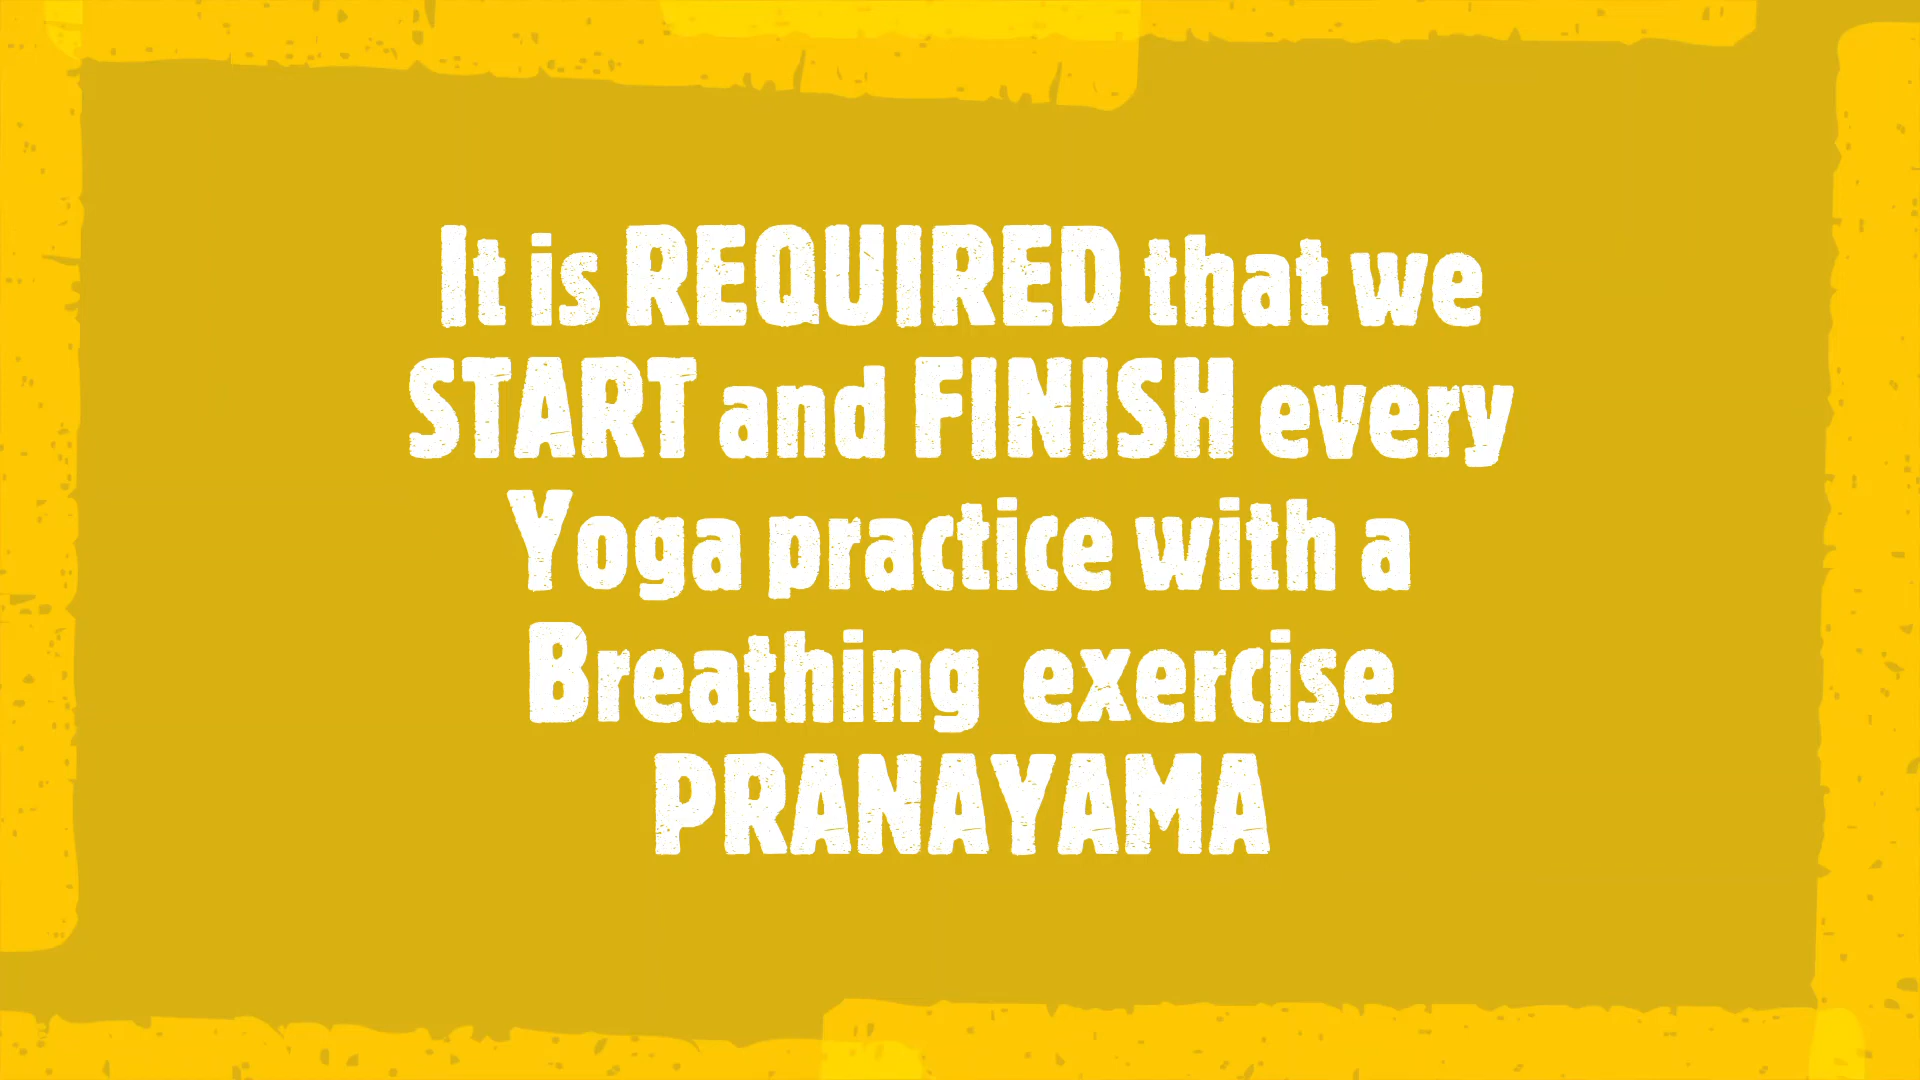 It is REQUIRED that we
START and FINISH every
Yoga practice with a
Breathing  exercise
PRANAYAMA